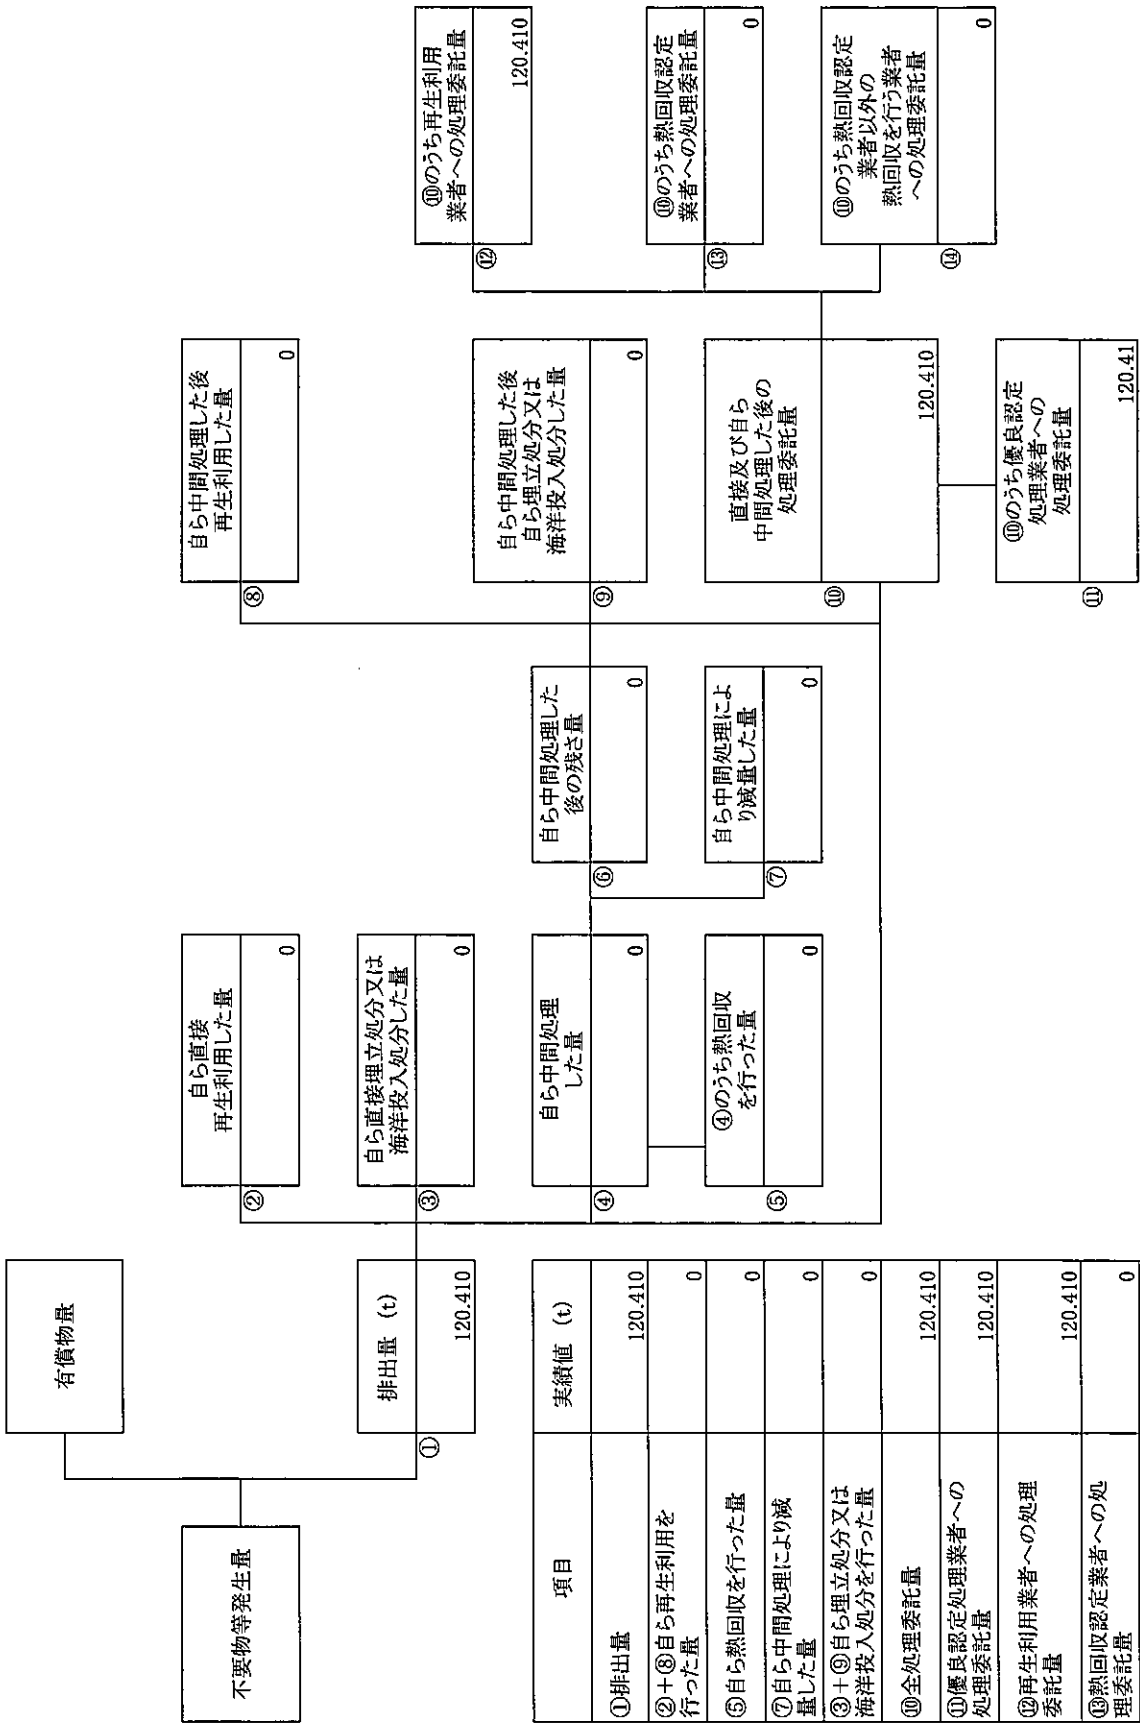 有償物量
不要物等発生量
排出量 (t)
①
120.410
自ら直接
再生利用した量
②
0
自ら直接埋立処分又は
海洋投入処分した量
③
0
自ら中間処理
した量
④
0
④のうち熱回収
を行った量
⑤
0
自ら中間処理した
後の残さ量
⑥
0
自ら中間処理によ
り減量した量
⑦
0
自ら中間処理した後
再生利用した量
⑧
0
自ら中間処理した後
自ら埋立処分又は
海洋投入処分した量
⑨
0
直接及び自ら
中間処理した後の
処理委託量
⑩
120.410
⑩のうち優良認定
処理業者への
処理委託量
⑪
120.41
⑩のうち再生利用
業者への処理委託量
⑫
120.410
⑩のうち熱回収認定
業者への処理委託量
⑬
0
⑩のうち熱回収認定
業者以外の
熱回収を行う業者
への処理委託量
⑭
0
項目 実績値 (t)
①排出量 120.410
②+⑧自ら再生利用を
行った量 0
⑤自ら熱回収を行った量 0
⑦自ら中間処理により減
量した量 0
③+⑨自ら埋立処分又は
海洋投入処分を行った量 0
⑩全処理委託量 120.410
⑪優良認定処理業者への
処理委託量 120.410
⑫再生利用業者への処理
委託量 120.410
⑬熱回収認定業者への処
理委託量 0